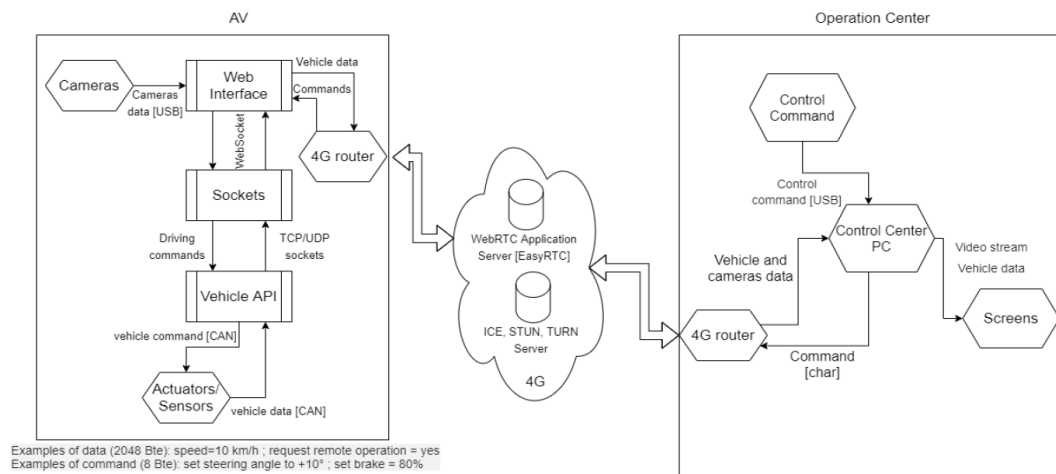 AV
Operation Center
Cameras
Cameras
data [USB]
Web
Interface
Vehicle data
Commands
4G router
WebSocket
Sockets
Driving
commands
TCP/UDP
sockets
Vehicle API
vehicle command [CAN]
Actuators/
Sensors
vehicle data [CAN]
WebRTC Application
Server [EasyRTC]
ICE, STUN, TURN
Server
4G
Control
Command
Control
command [USB]
Control Center
PC
Vehicle and
cameras data
Video stream
Vehicle data
Screens
4G router
Command
[char]
Examples of data (2048 Bte): speed=10 km/h ; request remote operation = yes
Examples of command (8 Bte): set steering angle to +10° ; set brake = 80%